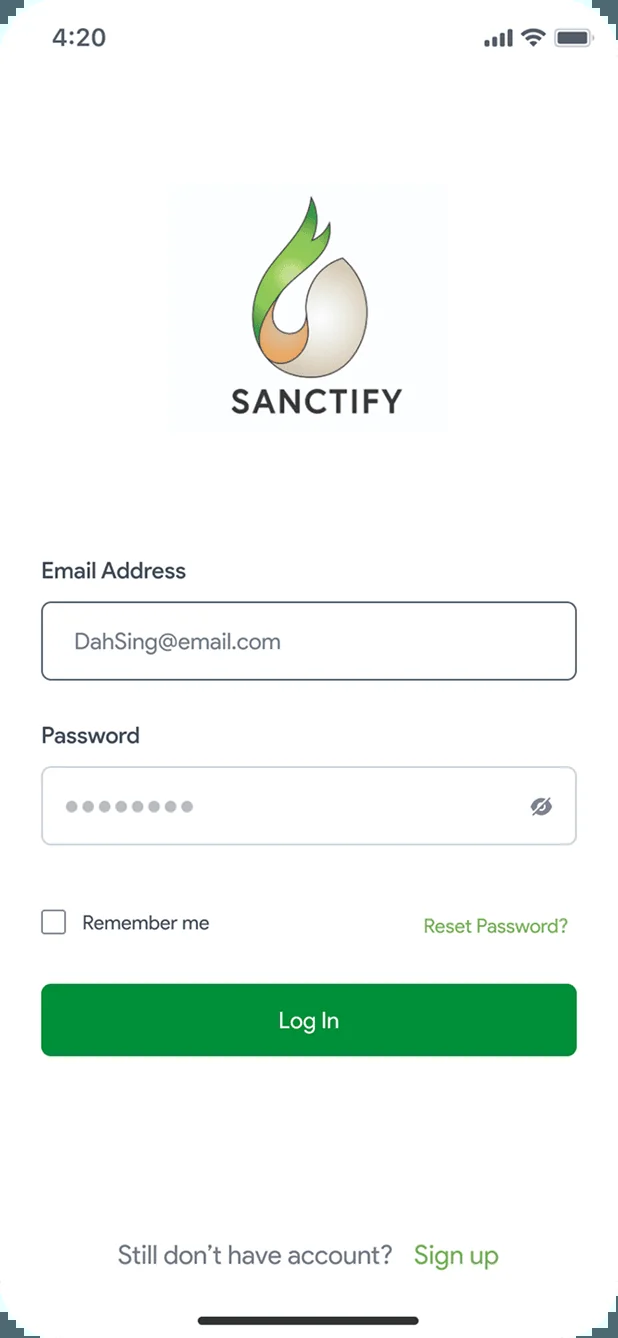 4:20
SANCTIFY
Email Address
DahSing@email.com
Password
Remember me
Reset Password?
Log In
Still don’t have account? Sign up